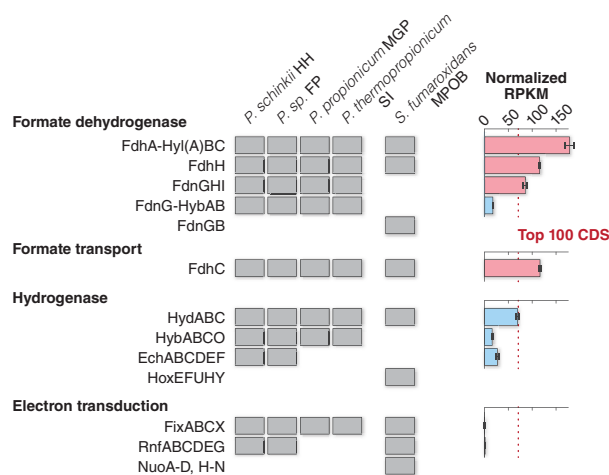 P. schinkii HH
P. sp. FP
P. propionicum MGP
P. thermopropionicum
SI
S. fumaroxidans
MPOB
Normalized
RPKM
0
70
100
150
Formate dehydrogenase
FdhA-Hyl(A)BC
FdhH
FdnGHI
FdnG-HybAB
FdnGB
Top 100 CDS
Formate transport
FdhC
Hydrogenase
HydABC
HybABCO
EchABCDEF
HoxEFUHY
Electron transduction
FixABCX
RnfABCDEG
NuoA-D, H-N